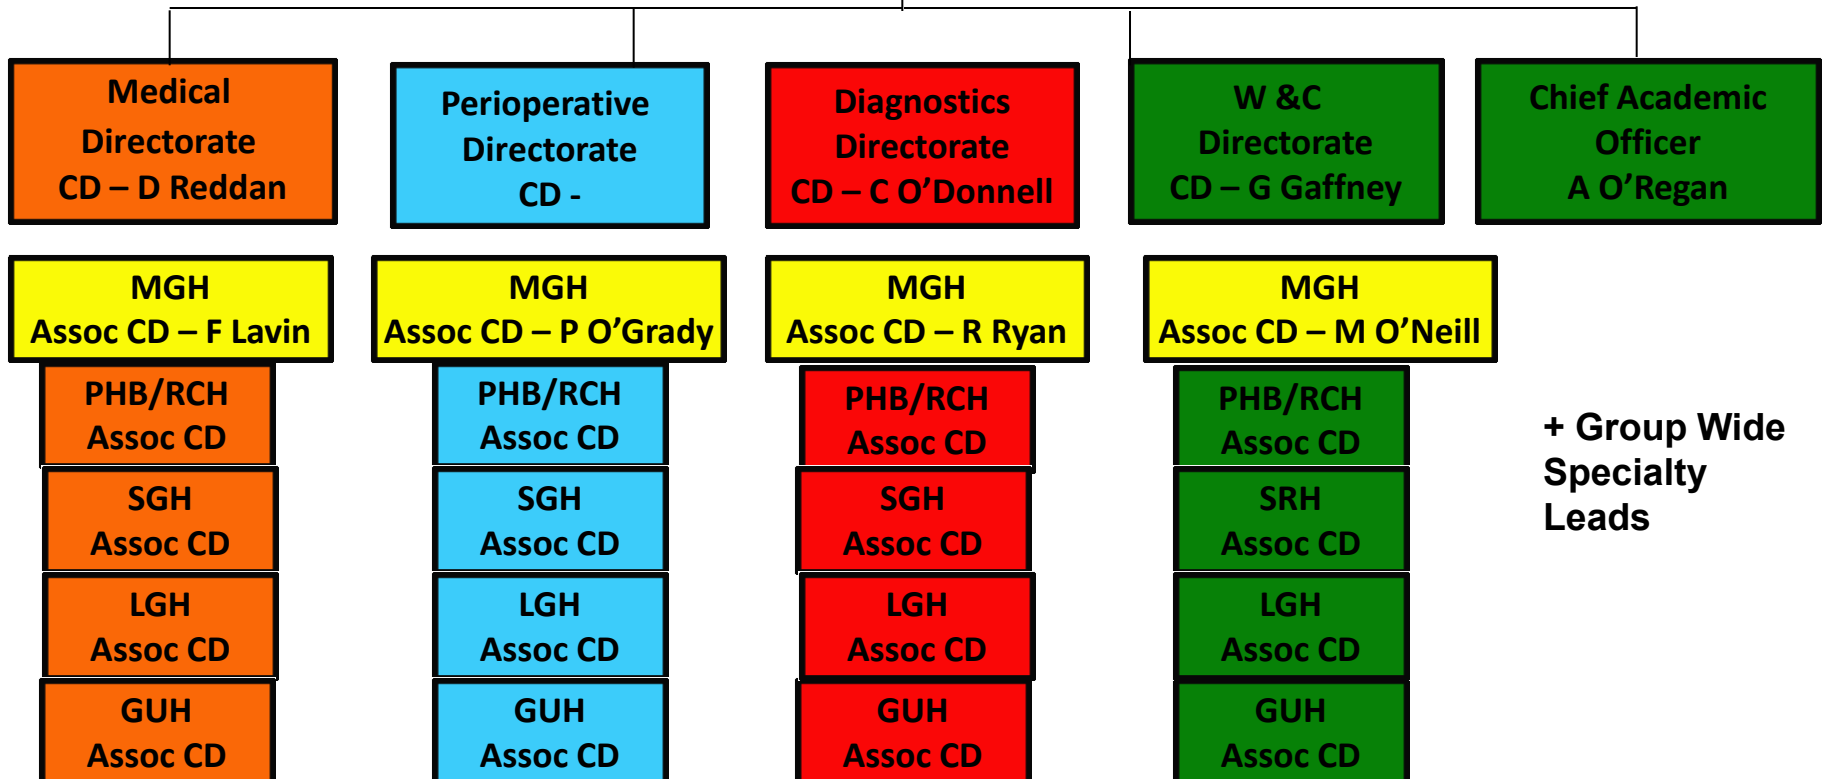 Medical
Directorate
CD – D Reddan
Perioperative
Directorate
CD -
Diagnostics
Directorate
CD – C O’Donnell
W &C
Directorate
CD – G Gaffney
Chief Academic
Officer
A O’Regan
MGH
Assoc CD – F Lavin
MGH
Assoc CD – P O’Grady
MGH
Assoc CD – R Ryan
MGH
Assoc CD – M O’Neill
PHB/RCH
Assoc CD
PHB/RCH
Assoc CD
PHB/RCH
Assoc CD
PHB/RCH
Assoc CD
+ Group Wide
Specialty
Leads
SGH
Assoc CD
SGH
Assoc CD
SGH
Assoc CD
SRH
Assoc CD
LGH
Assoc CD
LGH
Assoc CD
LGH
Assoc CD
LGH
Assoc CD
GUH
Assoc CD
GUH
Assoc CD
GUH
Assoc CD
GUH
Assoc CD